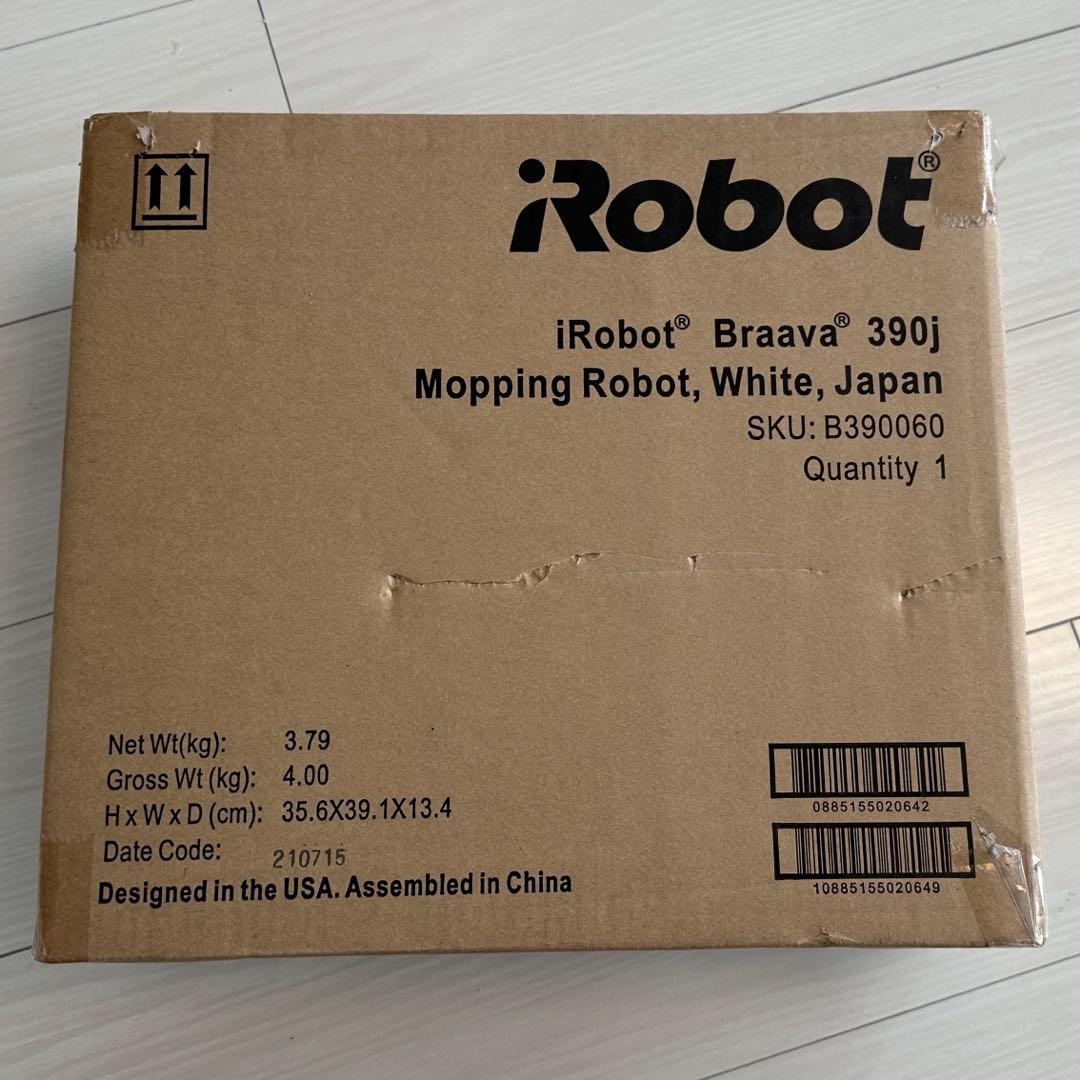 iRobot®
iRobot® Braava® 390j
Mopping Robot, White, Japan
SKU: B390060
Quantity 1
Net Wt(kg): 3.79
Gross Wt (kg): 4.00
H x W x D (cm): 35.6X39.1X13.4
Date Code: 210715
Designed in the USA. Assembled in China
0885155020642
10885155020649